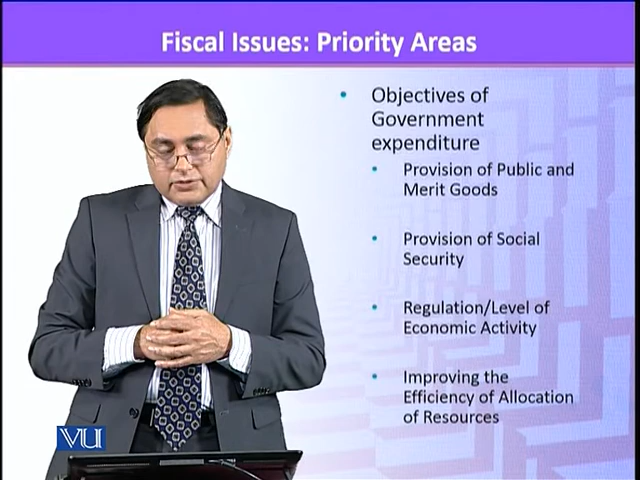 Fiscal Issues: Priority Areas
Objectives of
Government
expenditure
Provision of Public and
Merit Goods
Provision of Social
Security
Regulation/Level of
Economic Activity
Improving the
Efficiency of Allocation
of Resources
VU